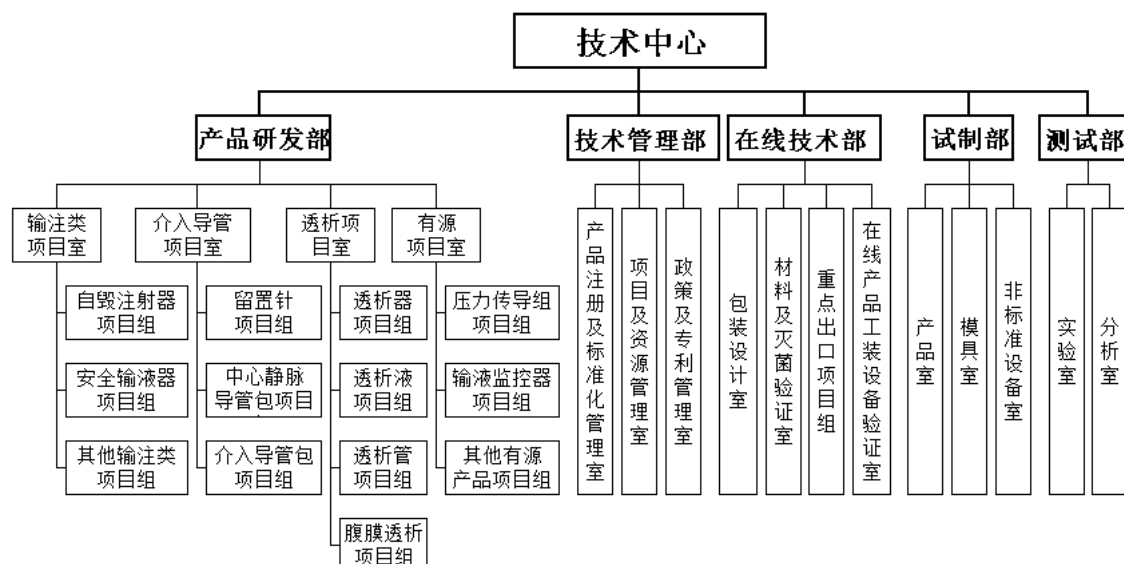 技术中心
产品研发部
技术管理部
在线技术部
试制部
测试部
输注类
项目室
介入导管
项目室
透析项
目室
有源
项目室
自毁注射器
项目组
留置针
项目组
透析器
项目组
压力传导组
项目组
安全输液器
项目组
中心静脉
导管包项目
透析液
项目组
输液监控器
项目组
其他输注类
项目组
介入导管包
项目组
透析管
项目组
其他有源
产品项目组
腹膜透析
项目组
产品注册及标准化管理室
项目及资源管理室
政策及专利管理室
包装设计室
材料及灭菌验证室
重点出口项目组
在线产品工装设备验证室
产品室
模具室
非标准设备室
实验室
分析室